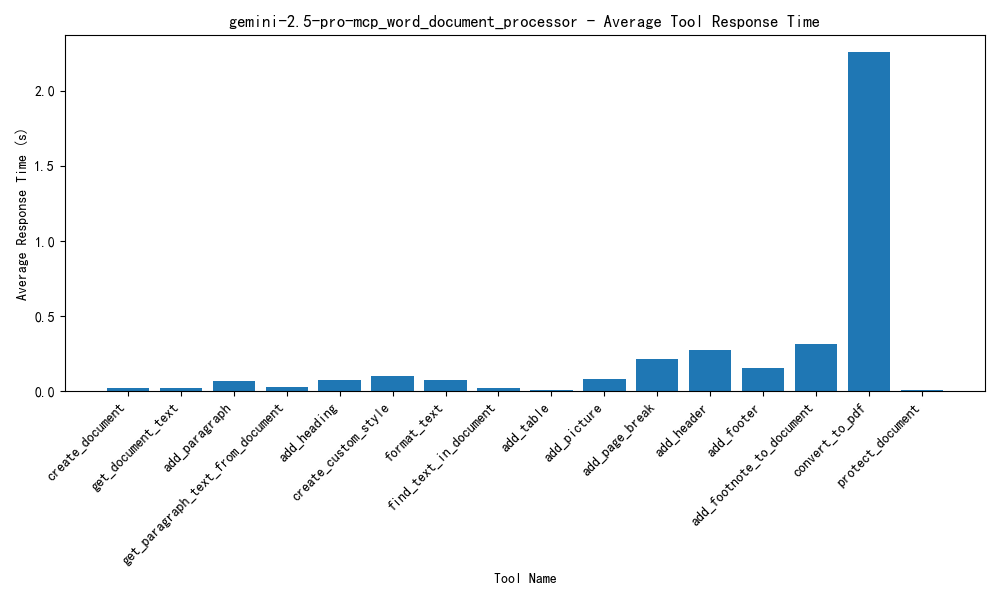 gemini-2.5-pro-mcp_word_document_processor - Average Tool Response Time
Average Response Time (s)
2.0
1.5
1.0
0.5
0.0
create_document
get_document_text
add_paragraph
get_paragraph_text_from_document
add_heading
create_custom_style
format_text
find_text_in_document
add_table
add_picture
add_page_break
add_header
add_footer
add_footnote_to_document
convert_to_pdf
protect_document
Tool Name